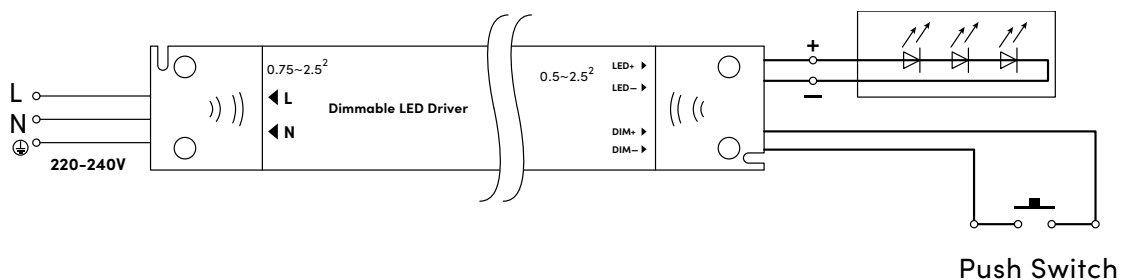 L
N
220-240V
0.75~2.5²
L
N
Dimmable LED Driver
0.5~2.5²
LED+
LED–
DIM+
DIM–
+
–
Push Switch